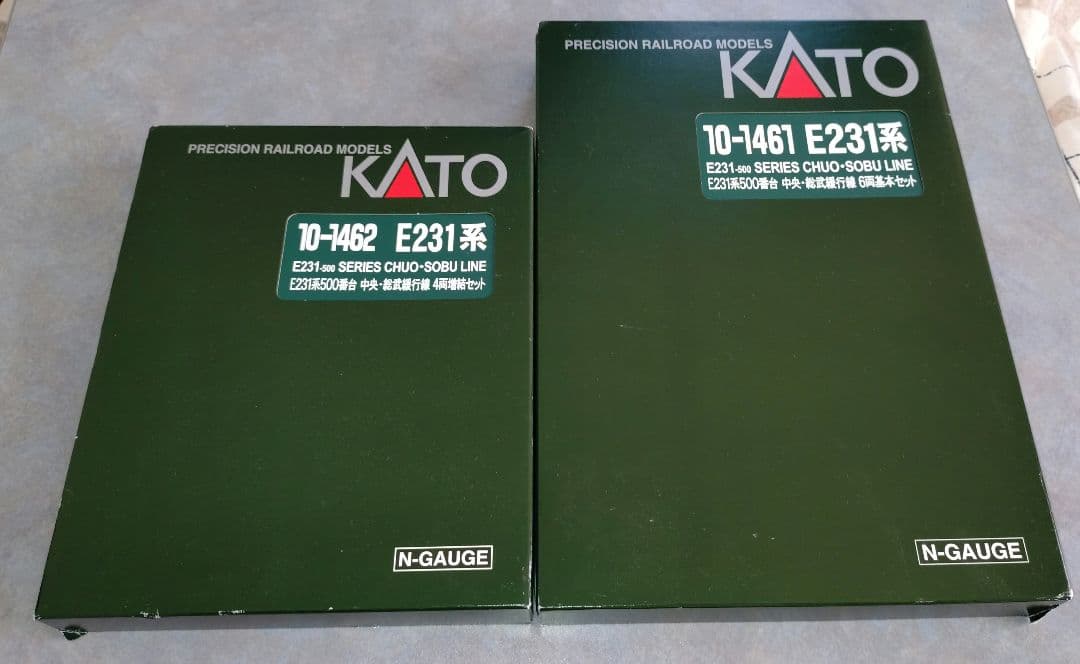 PRECISION RAILROAD MODELS
KATO
10-1462 E231系
E231-500 SERIES CHUO・SOBU LINE
E231系500番台 中央・総武緩行線 4両増結セット
N-GAUGE
PRECISION RAILROAD MODELS
KATO
10-1461 E231系
E231-500 SERIES CHUO・SOBU LINE
E231系500番台 中央・総武緩行線 6両基本セット
N-GAUGE